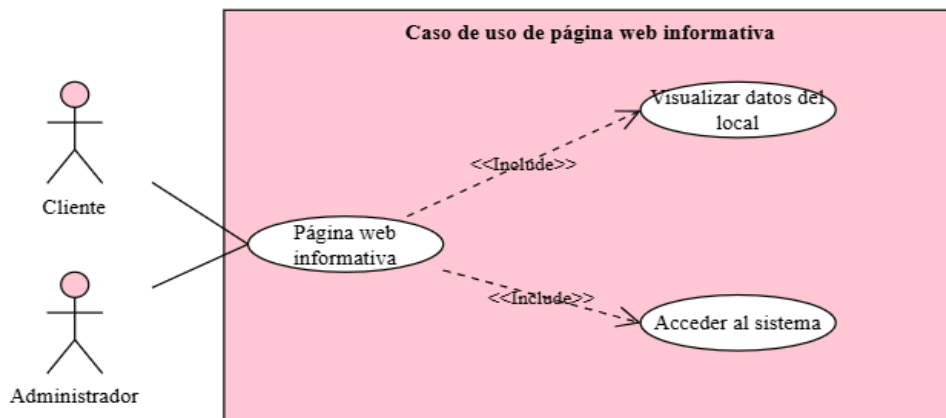 Caso de uso de página web informativa
Visualizar datos del
local
<<Include>>
Cliente
Página web
informativa
<<Include>>
Acceder al sistema
Administrador